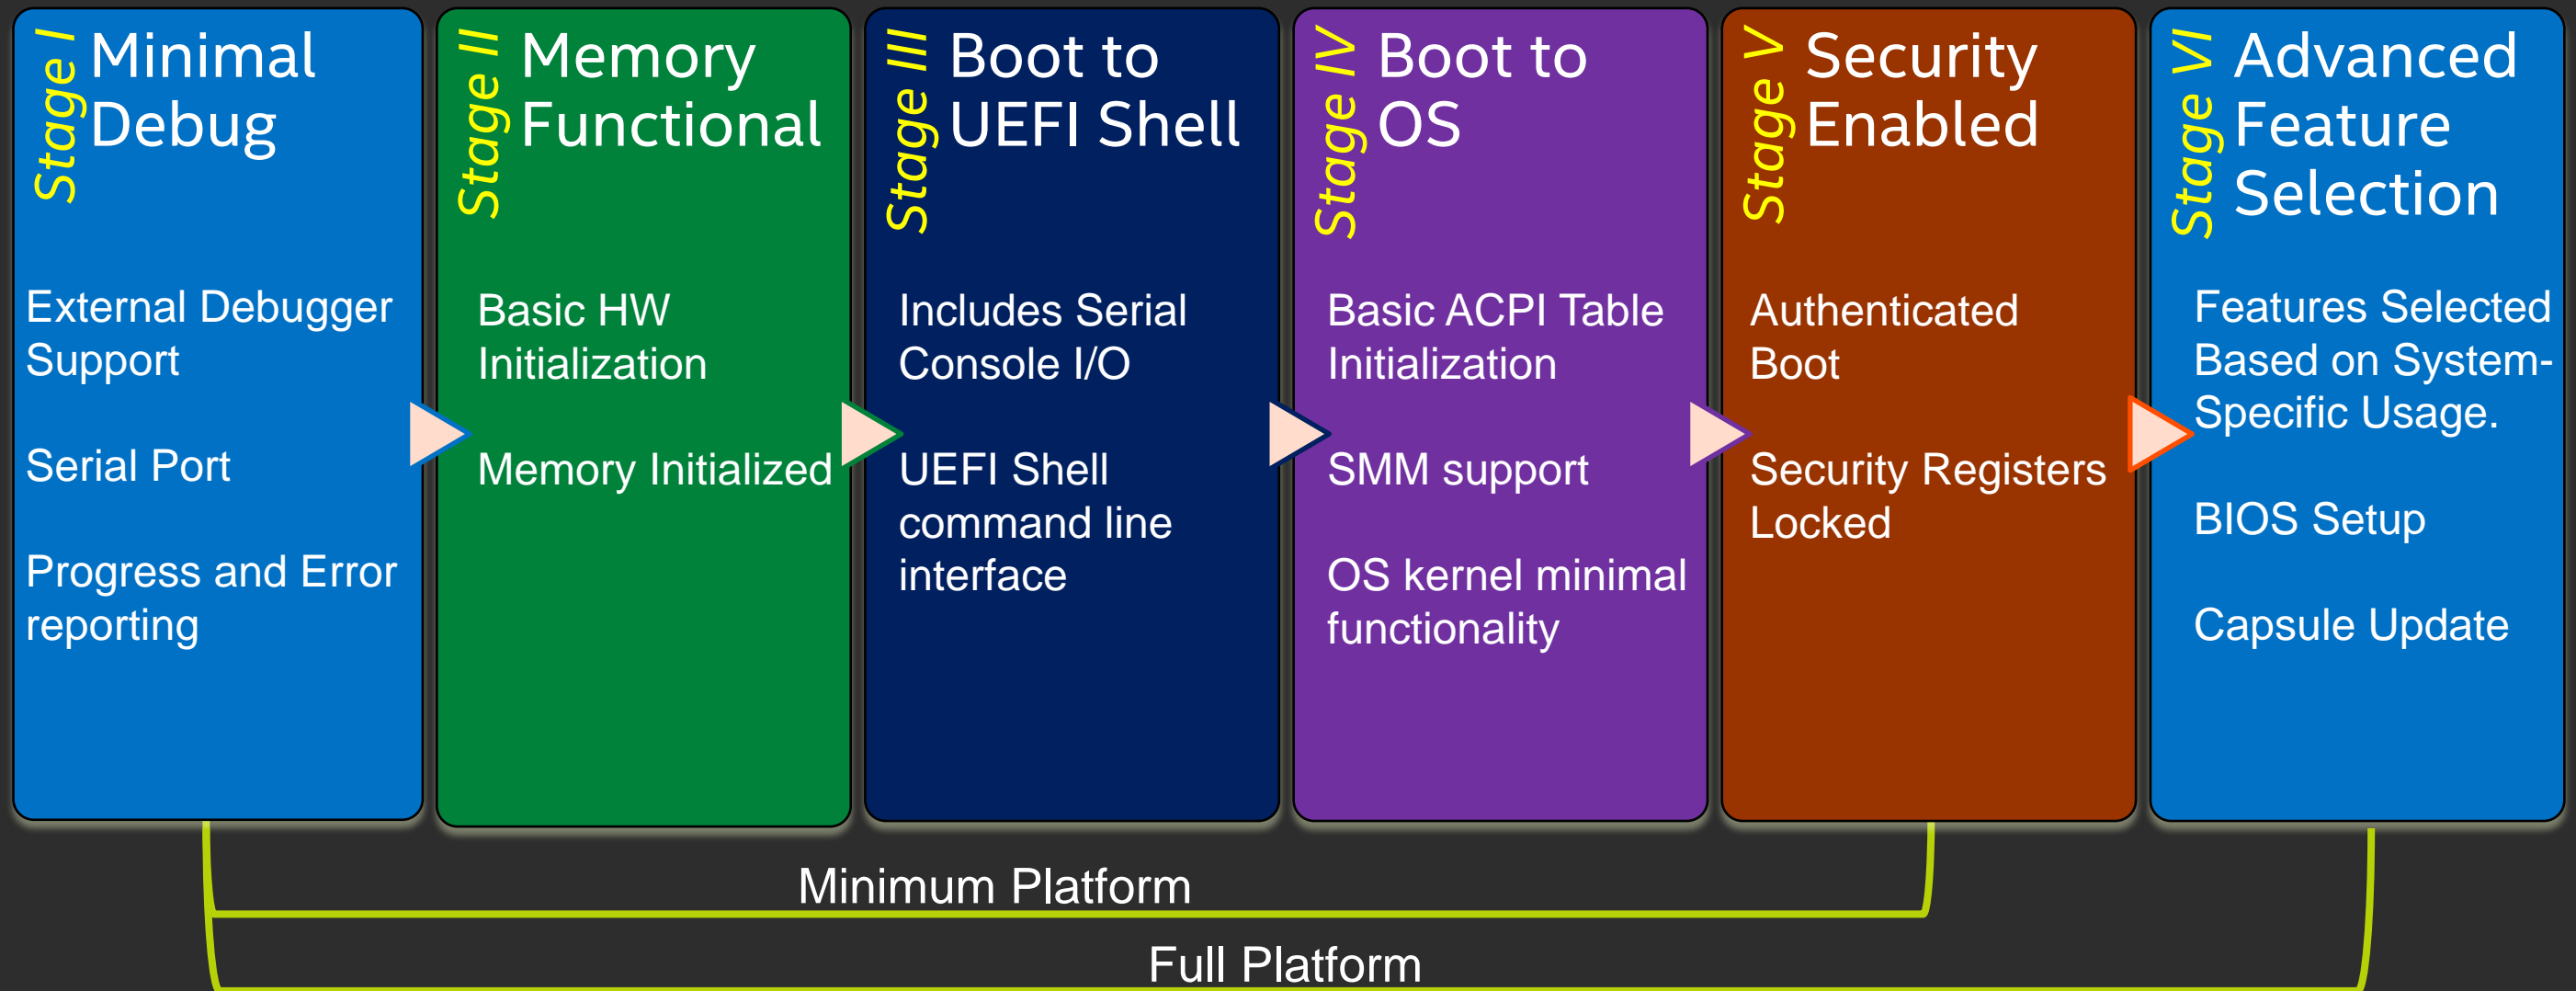 Stage I
Minimal
Debug
External Debugger
Support
Serial Port
Progress and Error
reporting
Stage II
Memory
Functional
Basic HW
Initialization
Memory Initialized
Stage III
Boot to
UEFI Shell
Includes Serial
Console I/O
UEFI Shell
command line
interface
Stage IV
Boot to
OS
Basic ACPI Table
Initialization
SMM support
OS kernel minimal
functionality
Stage V
Security
Enabled
Authenticated
Boot
Security Registers
Locked
Stage VI
Advanced
Feature
Selection
Features Selected
Based on System-
Specific Usage.
BIOS Setup
Capsule Update
Minimum Platform
Full Platform